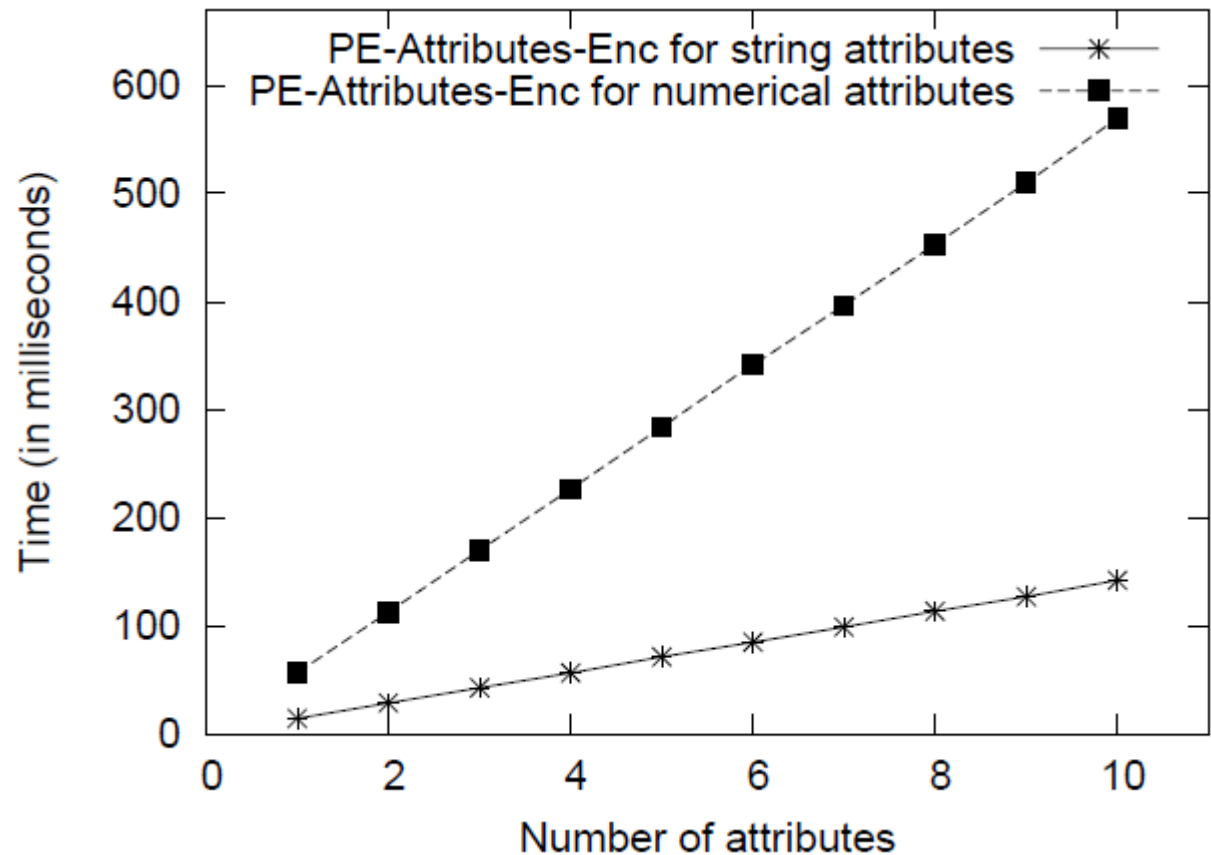 PE-Attributes-Enc for string attributes
PE-Attributes-Enc for numerical attributes
600
500
400
300
200
100
0
Time (in milliseconds)
0 2 4 6 8 10
Number of attributes